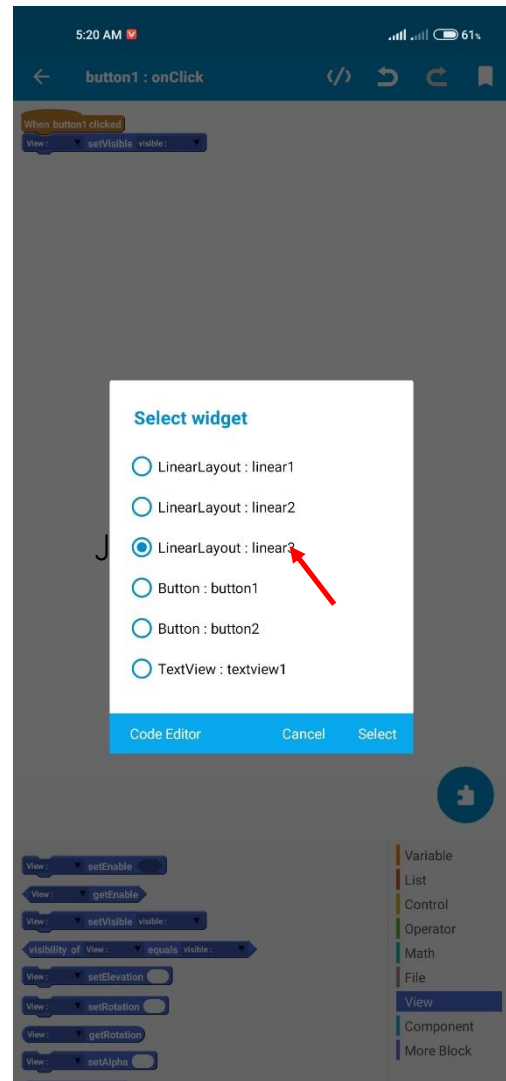 5:20 AM 61%
button1 : onClick </>
When button1 clicked
View: setVisible visible:
Select widget
LinearLayout : linear1
LinearLayout : linear2
J LinearLayout : linear3
Button : button1
Button : button2
TextView : textview1
Code Editor Cancel Select
View: setEnable
View: getEnable
View: setVisible visible:
visibility of View: equals visible:
View: setElevation
View: setRotation
View: getRotation
View: setAlpha
Variable
List
Control
Operator
Math
File
View
Component
More Block